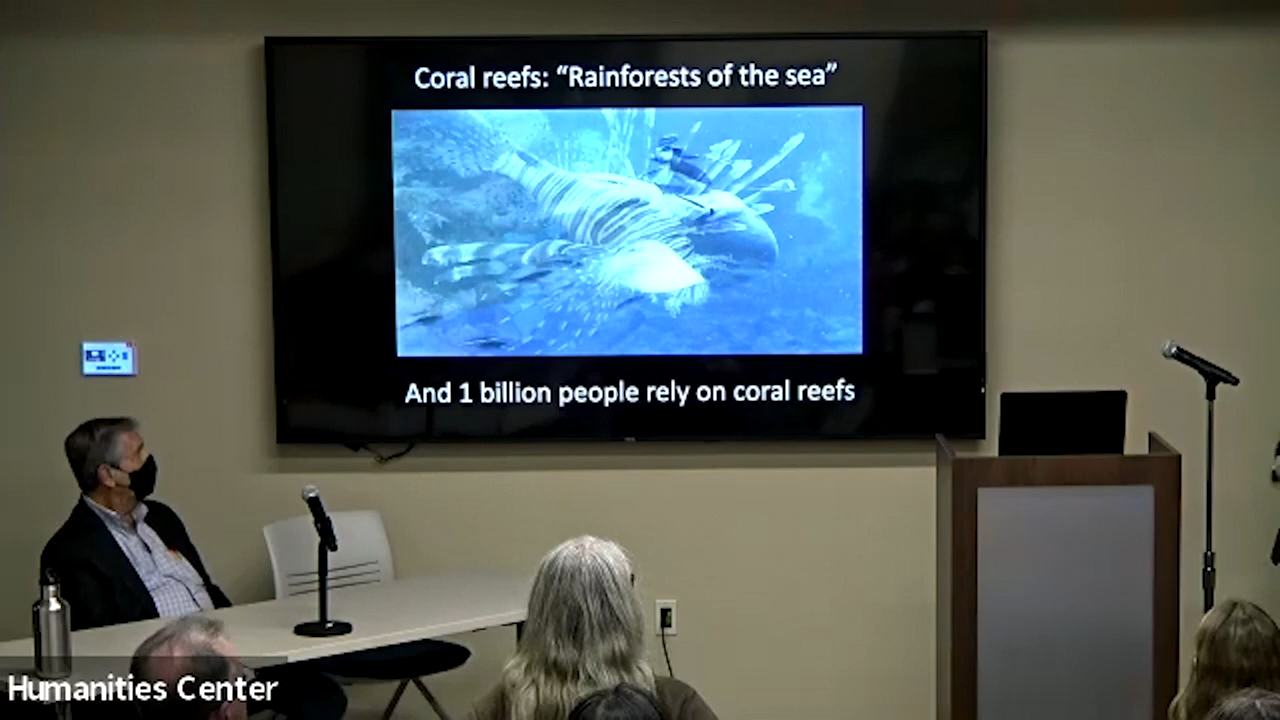 Coral reefs: “Rainforests of the sea”
And 1 billion people rely on coral reefs
Humanities Center